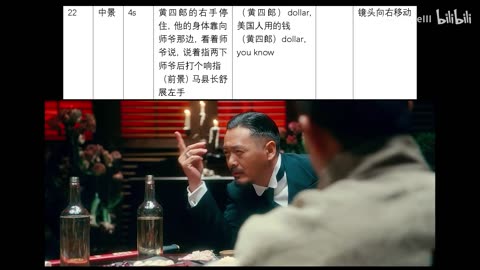 22
中景
4s
黄四郎的右手停
住，他的身体靠向
师爷那边，看着师
爷说，说着指两下
师爷后打个响指
（前景）马县长舒
展左手
（黄四郎）dollar,
美国人用的钱
（黄四郎）dollar,
you know
镜头向右移动
eIII
bilibili